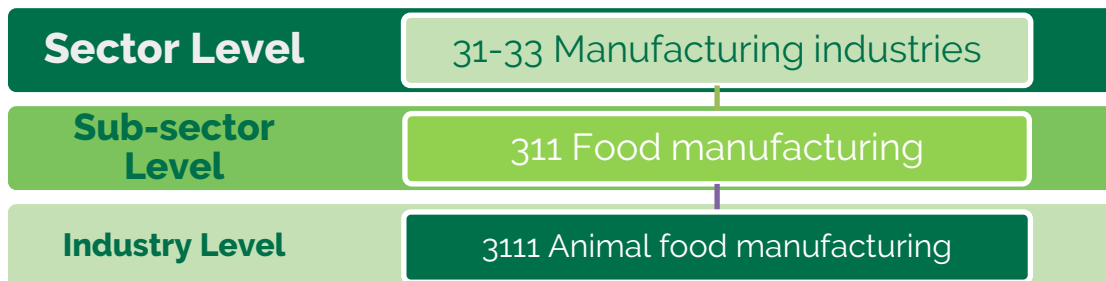 Sector Level
31-33 Manufacturing industries
Sub-sector
Level
311 Food manufacturing
Industry Level
3111 Animal food manufacturing